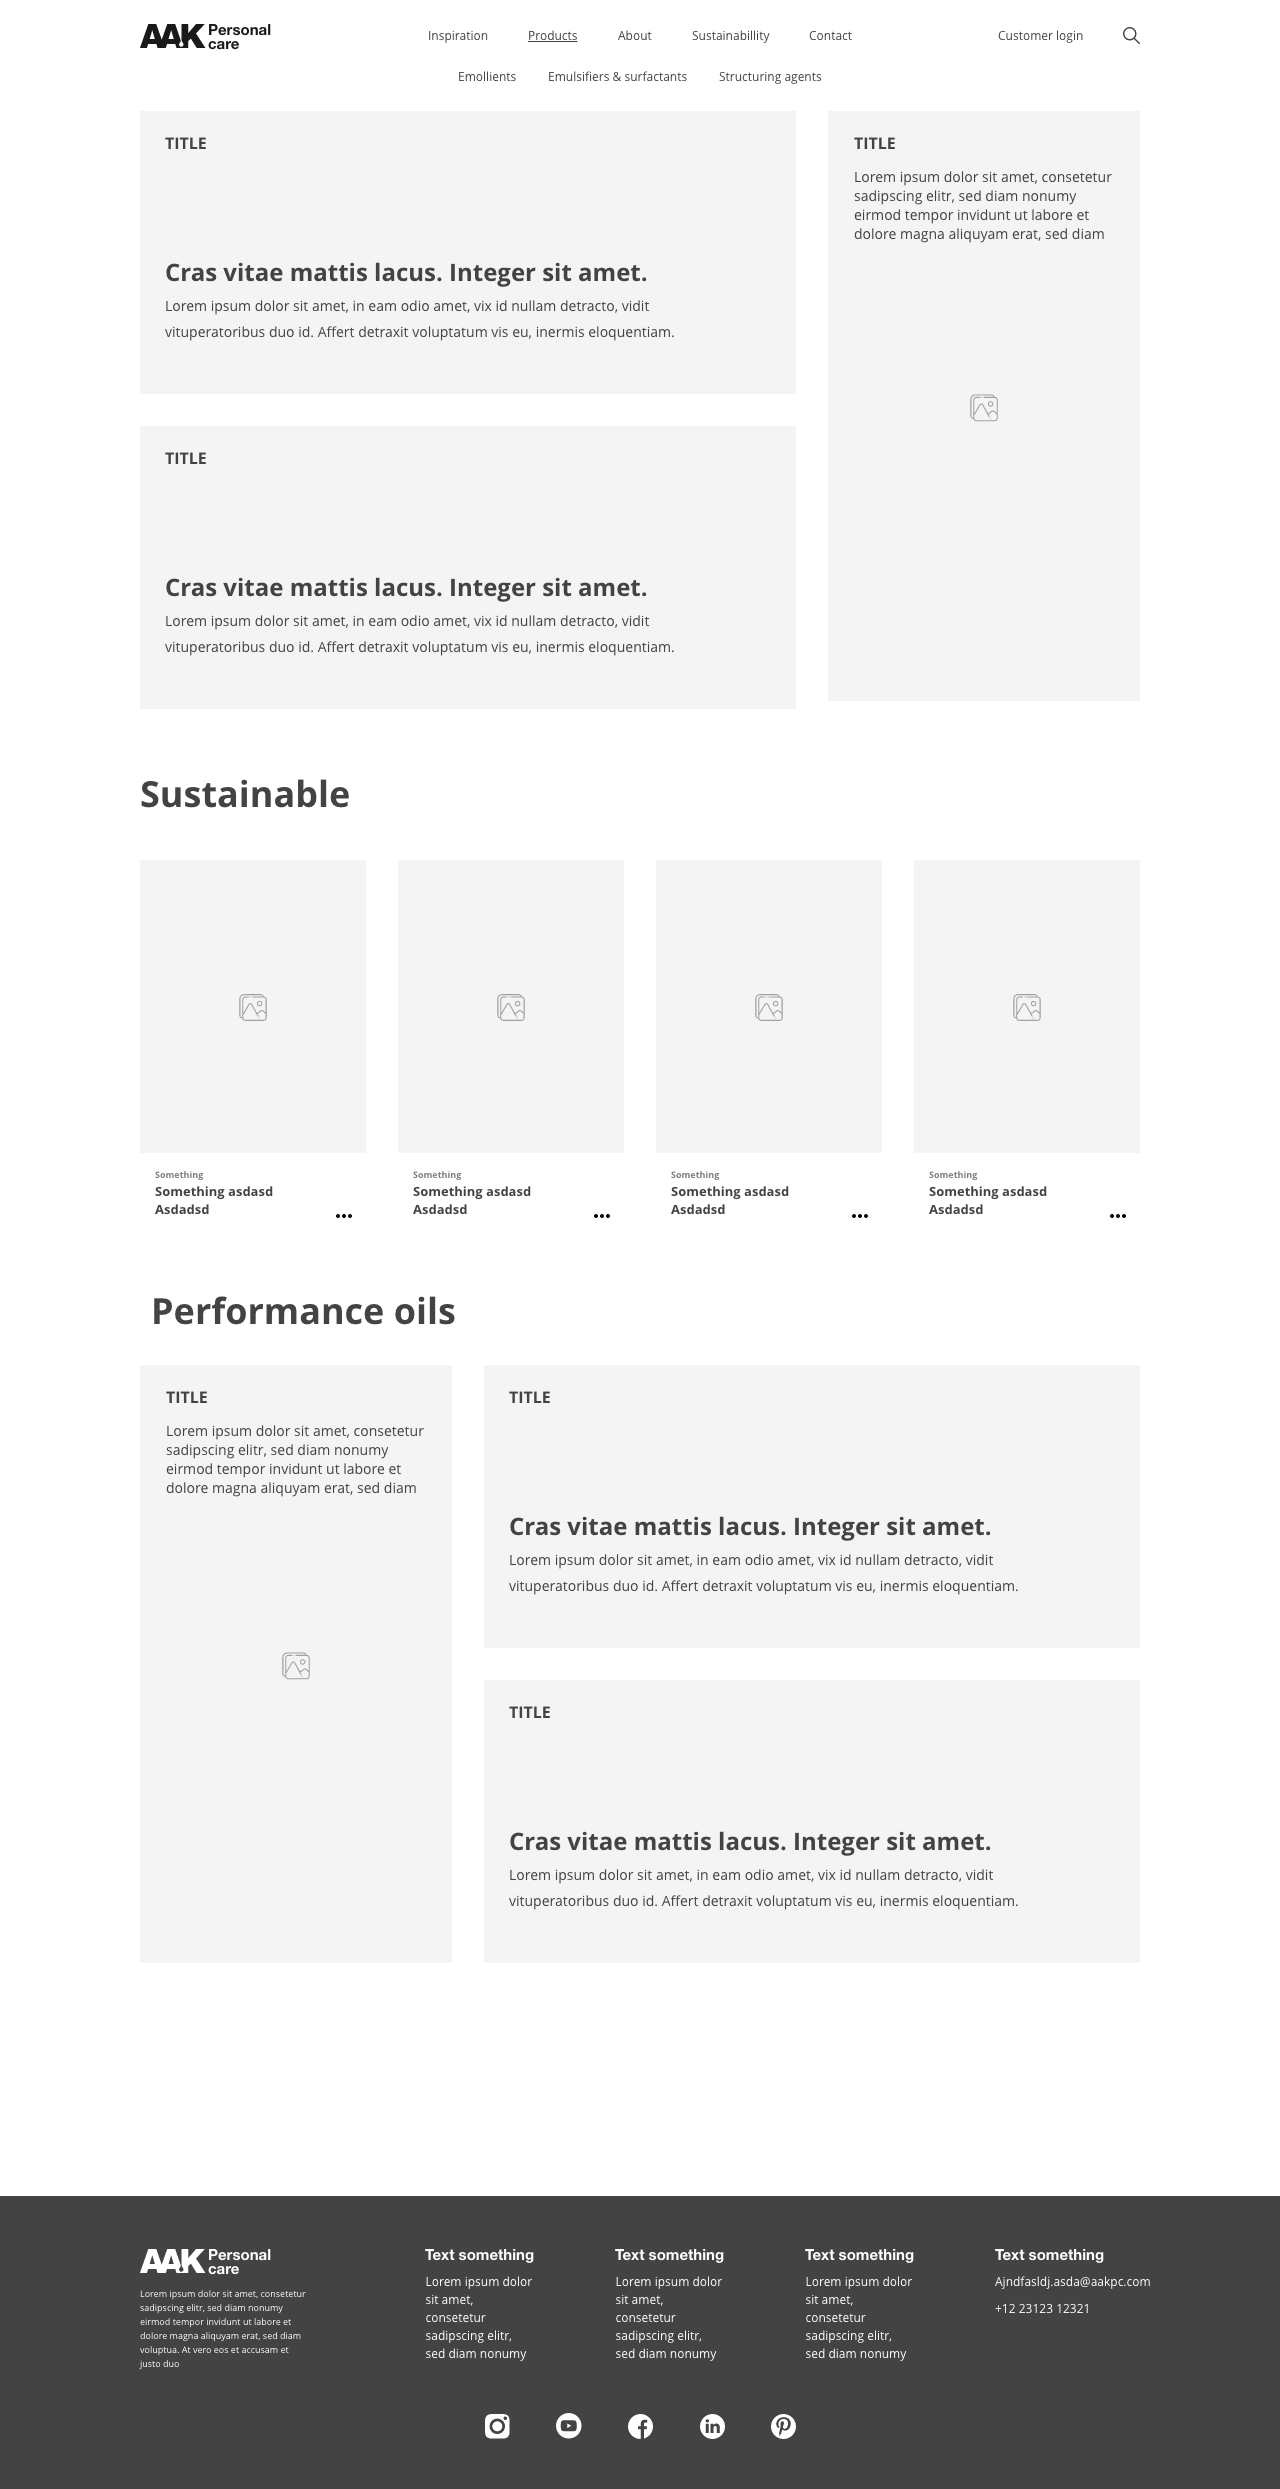 AAK Personal care
Inspiration Products About Sustainabillity Contact Customer login
Emollients Emulsifiers & surfactants Structuring agents
TITLE
Cras vitae mattis lacus. Integer sit amet.
Lorem ipsum dolor sit amet, in eam odio amet, vix id nullam detracto, vidit
vituperatoribus duo id. Affert detraxit voluptatum vis eu, inermis eloquentiam.
TITLE
Lorem ipsum dolor sit amet, consetetur
sadipscing elitr, sed diam nonumy
eirmod tempor invidunt ut labore et
dolore magna aliquyam erat, sed diam
TITLE
Cras vitae mattis lacus. Integer sit amet.
Lorem ipsum dolor sit amet, in eam odio amet, vix id nullam detracto, vidit
vituperatoribus duo id. Affert detraxit voluptatum vis eu, inermis eloquentiam.
Sustainable
Something
Something asdasd
Asdadsd
Something
Something asdasd
Asdadsd
Something
Something asdasd
Asdadsd
Something
Something asdasd
Asdadsd
Performance oils
TITLE
Lorem ipsum dolor sit amet, consetetur
sadipscing elitr, sed diam nonumy
eirmod tempor invidunt ut labore et
dolore magna aliquyam erat, sed diam
TITLE
Cras vitae mattis lacus. Integer sit amet.
Lorem ipsum dolor sit amet, in eam odio amet, vix id nullam detracto, vidit
vituperatoribus duo id. Affert detraxit voluptatum vis eu, inermis eloquentiam.
TITLE
Cras vitae mattis lacus. Integer sit amet.
Lorem ipsum dolor sit amet, in eam odio amet, vix id nullam detracto, vidit
vituperatoribus duo id. Affert detraxit voluptatum vis eu, inermis eloquentiam.
AAK Personal care
Lorem ipsum dolor sit amet, consetetur
sadipscing elitr, sed diam nonumy
eirmod tempor invidunt ut labore et
dolore magna aliquyam erat, sed diam
voluptua. At vero eos et accusam et
justo duo
Text something
Lorem ipsum dolor
sit amet,
consetetur
sadipscing elitr,
sed diam nonumy
Text something
Lorem ipsum dolor
sit amet,
consetetur
sadipscing elitr,
sed diam nonumy
Text something
Lorem ipsum dolor
sit amet,
consetetur
sadipscing elitr,
sed diam nonumy
Text something
Ajndfasldj.asda@aakpc.com
+12 23123 12321